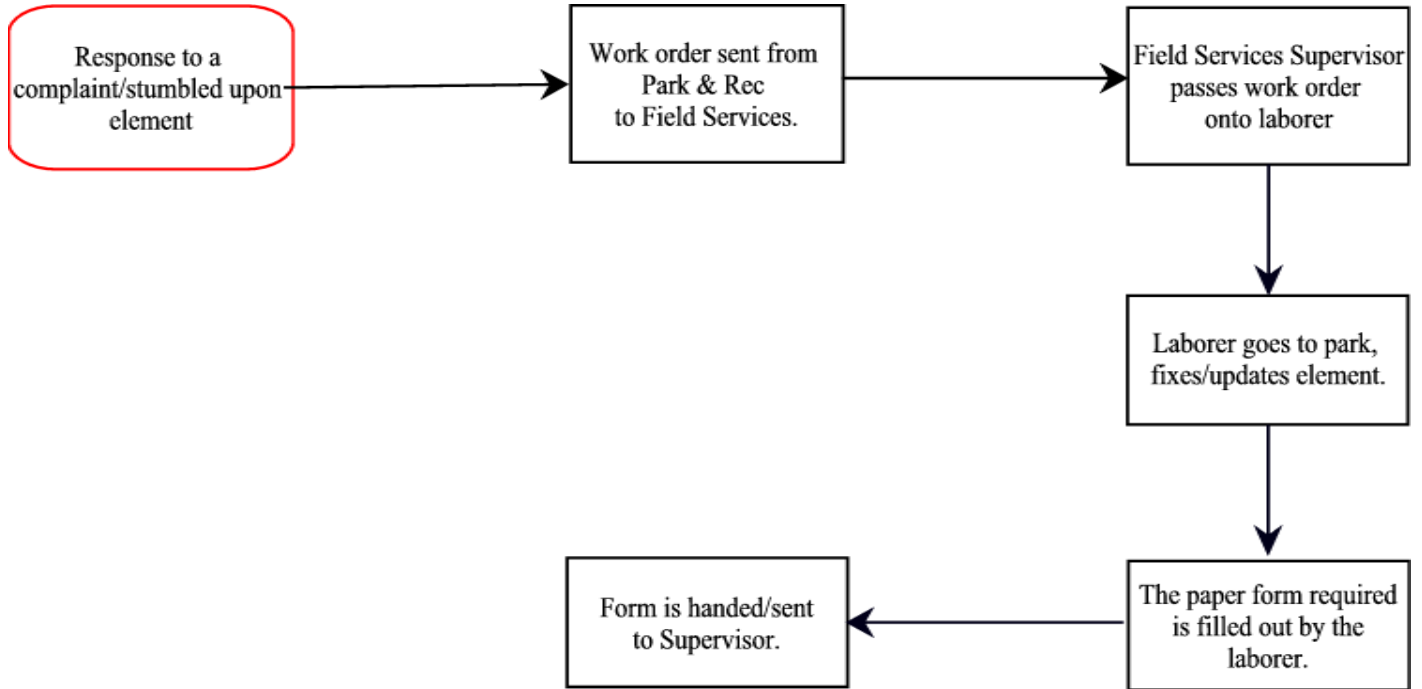 Response to a
complaint/stumbled upon
element
Work order sent from
Park & Rec
to Field Services.
Field Services Supervisor
passes work order
onto laborer
Laborer goes to park,
fixes/updates element.
The paper form required
is filled out by the
laborer.
Form is handed/sent
to Supervisor.